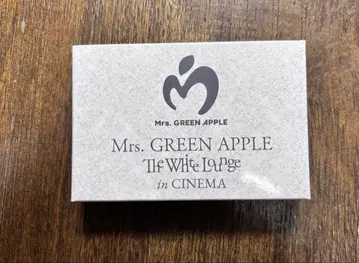 Mrs. GREEN APPLE
Mrs. GREEN APPLE
The White Lounge
in CINEMA